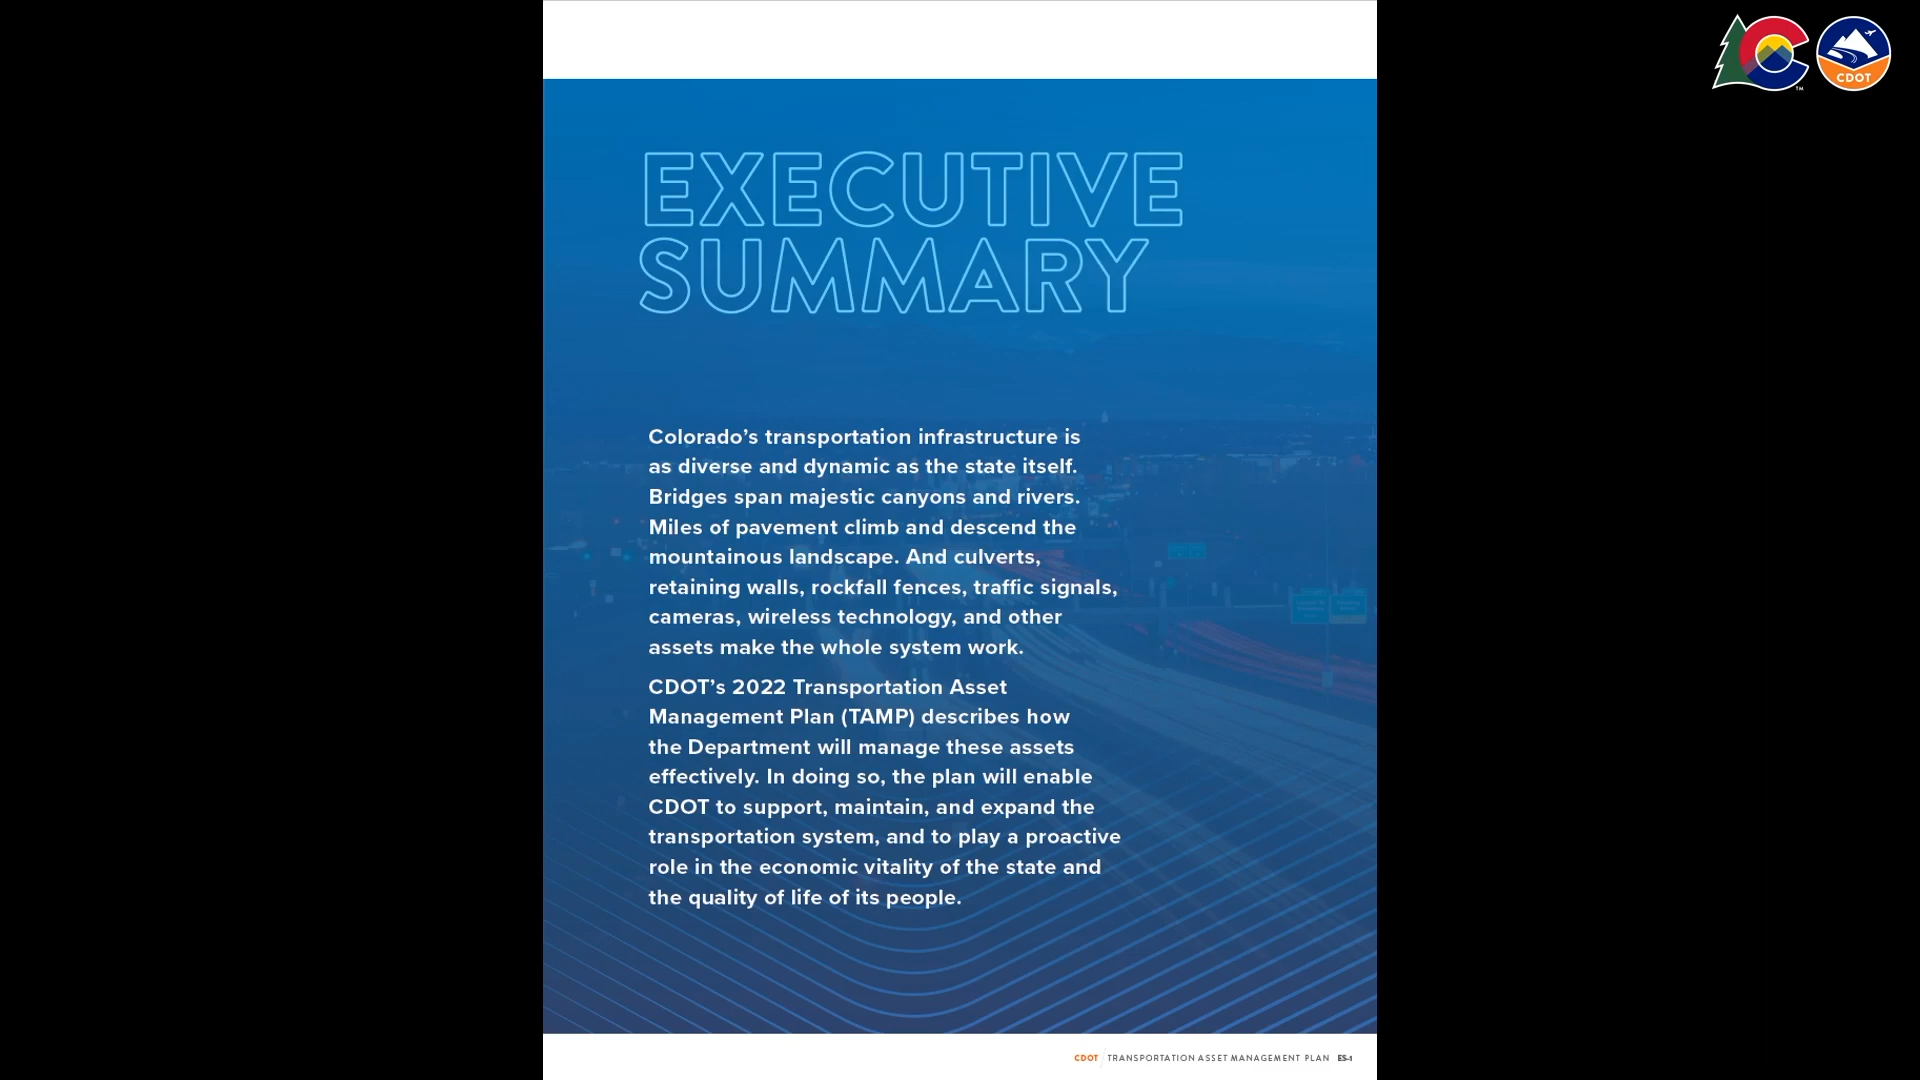 CDOT
TM
EXECUTIVE
SUMMARY
Colorado’s transportation infrastructure is
as diverse and dynamic as the state itself.
Bridges span majestic canyons and rivers.
Miles of pavement climb and descend the
mountainous landscape. And culverts,
retaining walls, rockfall fences, traffic signals,
cameras, wireless technology, and other
assets make the whole system work.
CDOT’s 2022 Transportation Asset
Management Plan (TAMP) describes how
the Department will manage these assets
effectively. In doing so, the plan will enable
CDOT to support, maintain, and expand the
transportation system, and to play a proactive
role in the economic vitality of the state and
the quality of life of its people.
CDOT / TRANSPORTATION ASSET MANAGEMENT PLAN ES-1